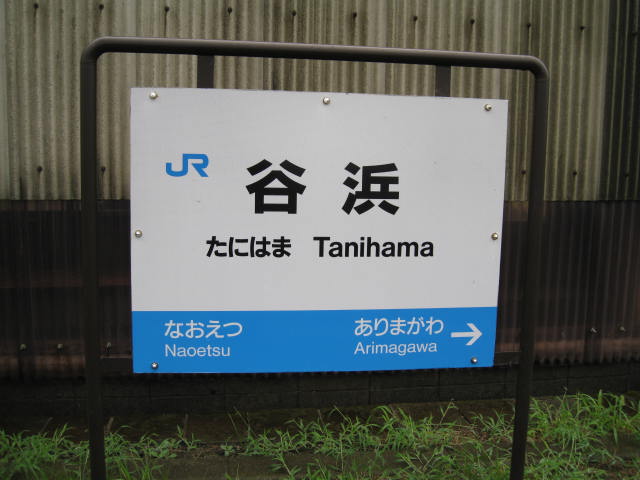 JR
谷浜
たにはま Tanihama
なおえつ ありまがわ →
Naoetsu Arimagawa